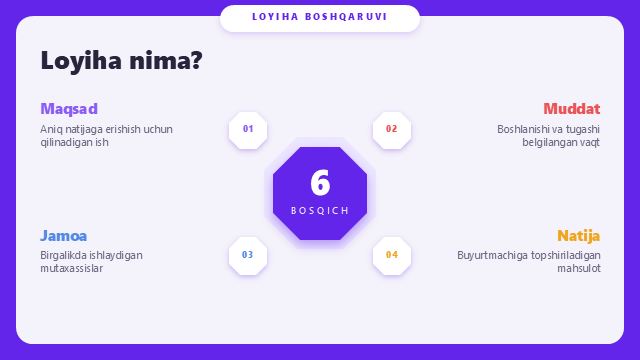 LOYIHA BOSHQARUVI
Loyiha nima?
Maqsad
Aniq natijaga erishish uchun
qilinadigan ish
01
02
Muddat
Boshlanishi va tugashi
belgilangan vaqt
6
BOSQICH
Jamoa
Birgalikda ishlaydigan
mutaxassislar
03
04
Natija
Buyurtmachiga topshiriladigan
mahsulot